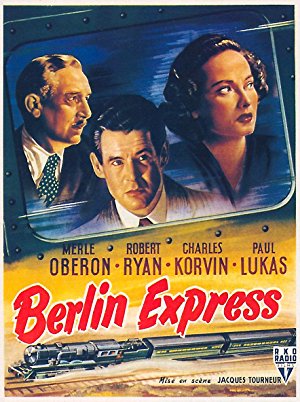 MERLE ROBERT CHARLES PAUL
OBERON · RYAN · KORVIN · LUKAS
Berlin Express
Mise en scène JACQUES TOURNEUR
RKO
RADIO